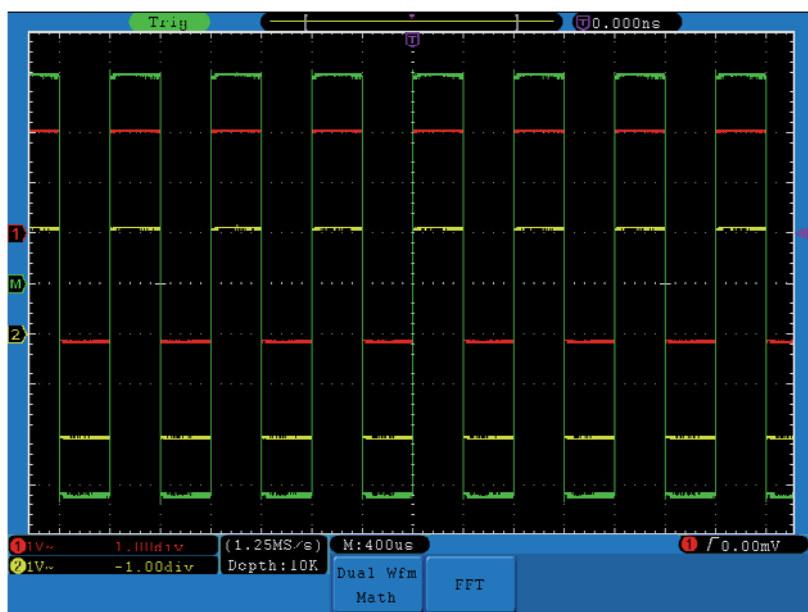 Trig
T 0.000ns
T
1
M
2
1 1V~ 1.00div
(1.25MS/s)
M:400us
1 0.00mV
2 1V~ -1.00div
Depth:10K
Dual Wfm
Math
FFT